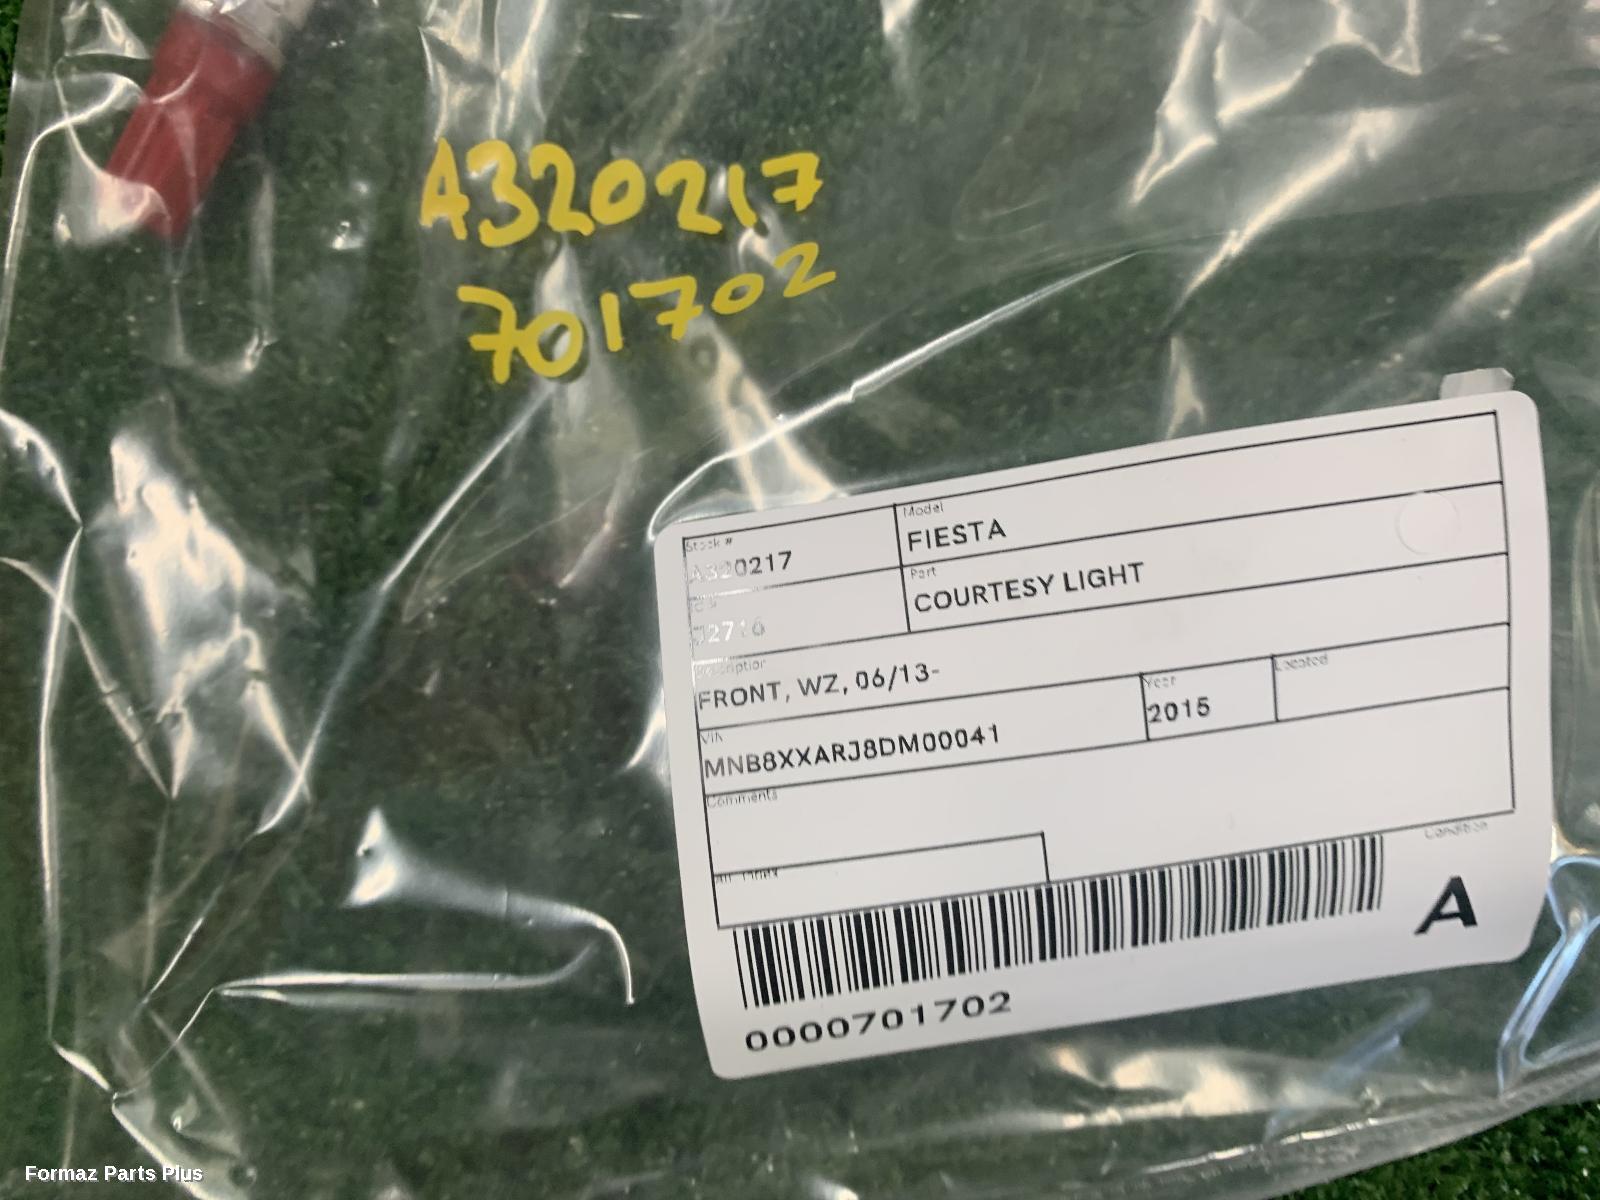 A320217
701702
Stock #
A320217
Model
FIESTA
Part
COURTESY LIGHT
Description
FRONT, WZ, 06/13-
VIN
MNB8XXARJ8DM00041
Year
2015
Located
Comments
Condition
A
0000701702
Formaz Parts Plus